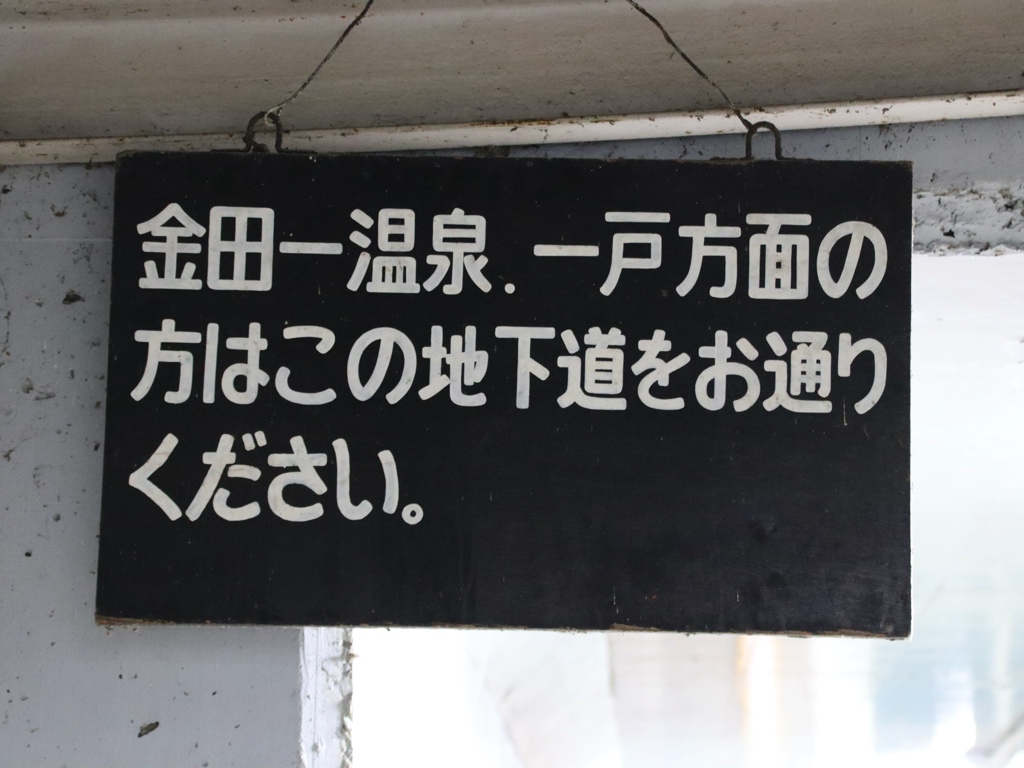 金田一温泉．一戸方面の
方はこの地下道をお通り
ください。